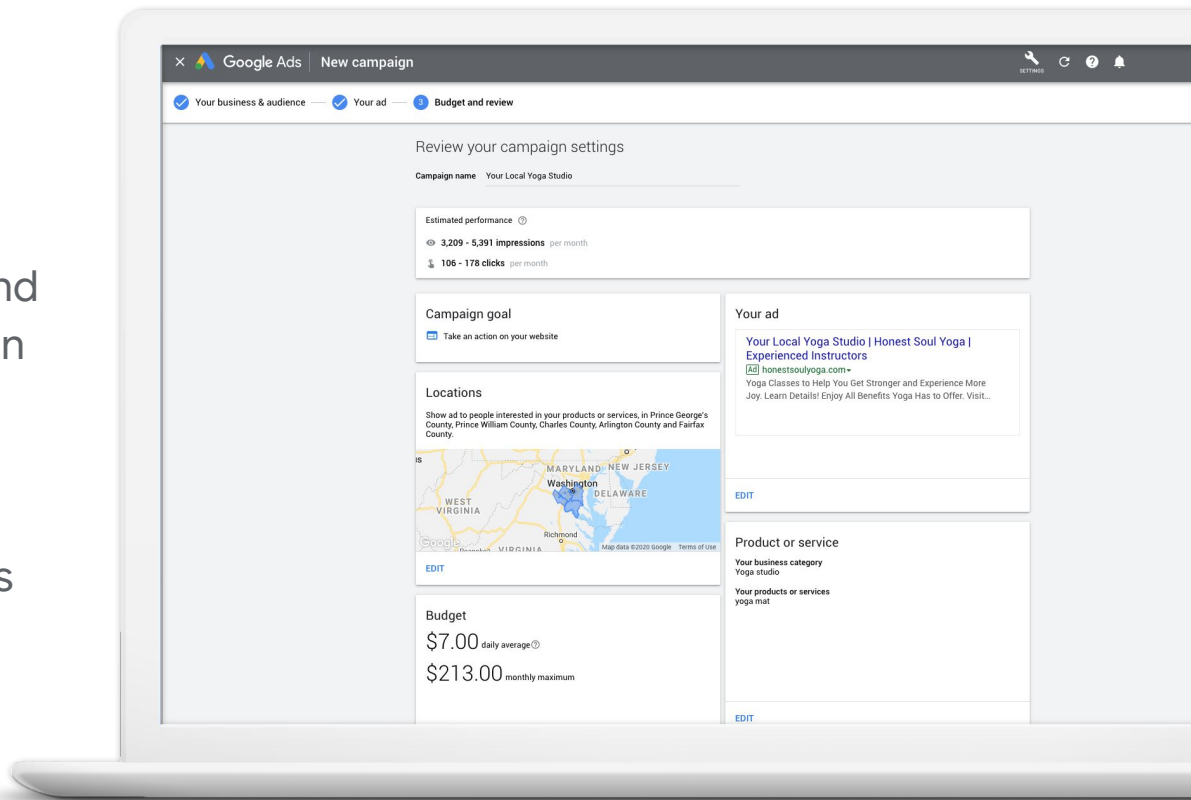 nd
n
s
Google Ads New campaign
SETTINGS
Your business & audience Your ad 3 Budget and review
Review your campaign settings
Campaign name Your Local Yoga Studio
Estimated performance
3,209 - 5,391 impressions per month
106 - 178 clicks per month
Campaign goal
Take an action on your website
Locations
Show ad to people interested in your products or services, in Prince George's
County, Prince William County, Charles County, Arlington County and Fairfax
County.
is
MARYLAND NEW JERSEY
Washington
DELAWARE
WEST
VIRGINIA
Richmond
Google
Roanoke VIRGINIA
Map data ©2020 Google Terms of Use
EDIT
Budget
$7.00 daily average
$213.00 monthly maximum
Your ad
Your Local Yoga Studio | Honest Soul Yoga |
Experienced Instructors
Ad honestsoulyoga.com
Yoga Classes to Help You Get Stronger and Experience More
Joy. Learn Details! Enjoy All Benefits Yoga Has to Offer. Visit...
EDIT
Product or service
Your business category
Yoga studio
Your products or services
yoga mat
EDIT